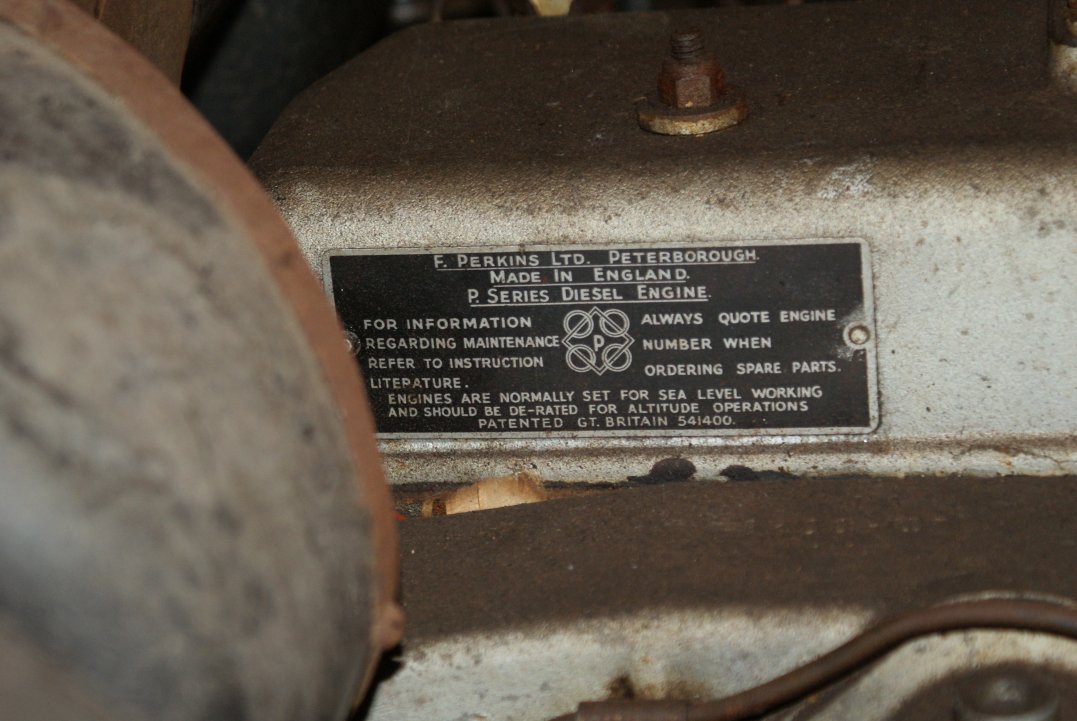 F. PERKINS LTD. PETERBOROUGH.
MADE IN ENGLAND.
P. SERIES DIESEL ENGINE.
FOR INFORMATION
REGARDING MAINTENANCE
REFER TO INSTRUCTION
LITERATURE.
P
ALWAYS QUOTE ENGINE
NUMBER WHEN
ORDERING SPARE PARTS.
ENGINES ARE NORMALLY SET FOR SEA LEVEL WORKING
AND SHOULD BE DE-RATED FOR ALTITUDE OPERATIONS
PATENTED GT. BRITAIN 541400.